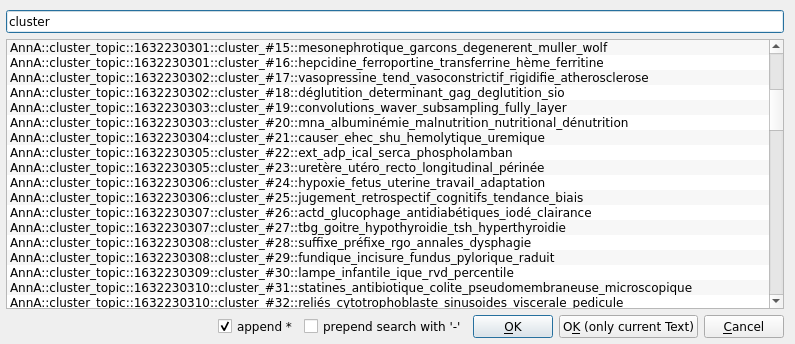 cluster
AnnA::cluster_topic::1632230301::cluster_#15::mesonephrotique_garcons_degenerent_muller_wolf
AnnA::cluster_topic::1632230301::cluster_#16::hepcidine_ferroportine_transferrine_hème_ferritine
AnnA::cluster_topic::1632230302::cluster_#17::vasopressine_tend_vasoconstrictif_rigidifie_atherosclerose
AnnA::cluster_topic::1632230302::cluster_#18::déglutition_determinant_gag_deglutition_sio
AnnA::cluster_topic::1632230303::cluster_#19::convolutions_waver_subsampling_fully_layer
AnnA::cluster_topic::1632230303::cluster_#20::mna_albuminémie_malnutrition_nutritional_dénutrition
AnnA::cluster_topic::1632230304::cluster_#21::causer_ehec_shu_hemolytique_uremique
AnnA::cluster_topic::1632230305::cluster_#22::ext_adp_ical_serca_phospholamban
AnnA::cluster_topic::1632230305::cluster_#23::uretère_utéro_recto_longitudinal_périnée
AnnA::cluster_topic::1632230306::cluster_#24::hypoxie_fetus_uterine_travail_adaptation
AnnA::cluster_topic::1632230306::cluster_#25::jugement_retrospectif_cognitifs_tendance_biais
AnnA::cluster_topic::1632230307::cluster_#26::actd_glucophage_antidiabétiques_iodé_clairance
AnnA::cluster_topic::1632230307::cluster_#27::tbg_goitre_hypothyroidie_tsh_hyperthyroidie
AnnA::cluster_topic::1632230308::cluster_#28::suffixe_préfixe_rgo_annales_dysphagie
AnnA::cluster_topic::1632230308::cluster_#29::fundique_incisure_fundus_pylorique_raduit
AnnA::cluster_topic::1632230309::cluster_#30::lampe_infantile_ique_rvd_percentile
AnnA::cluster_topic::1632230310::cluster_#31::statines_antibiotique_colite_pseudomembraneuse_microscopique
AnnA::cluster_topic::1632230310::cluster_#32::reliés_cytotrophoblaste_sinusoides_viscerale_pedicule
append * prepend search with '-' OK OK (only current Text) Cancel